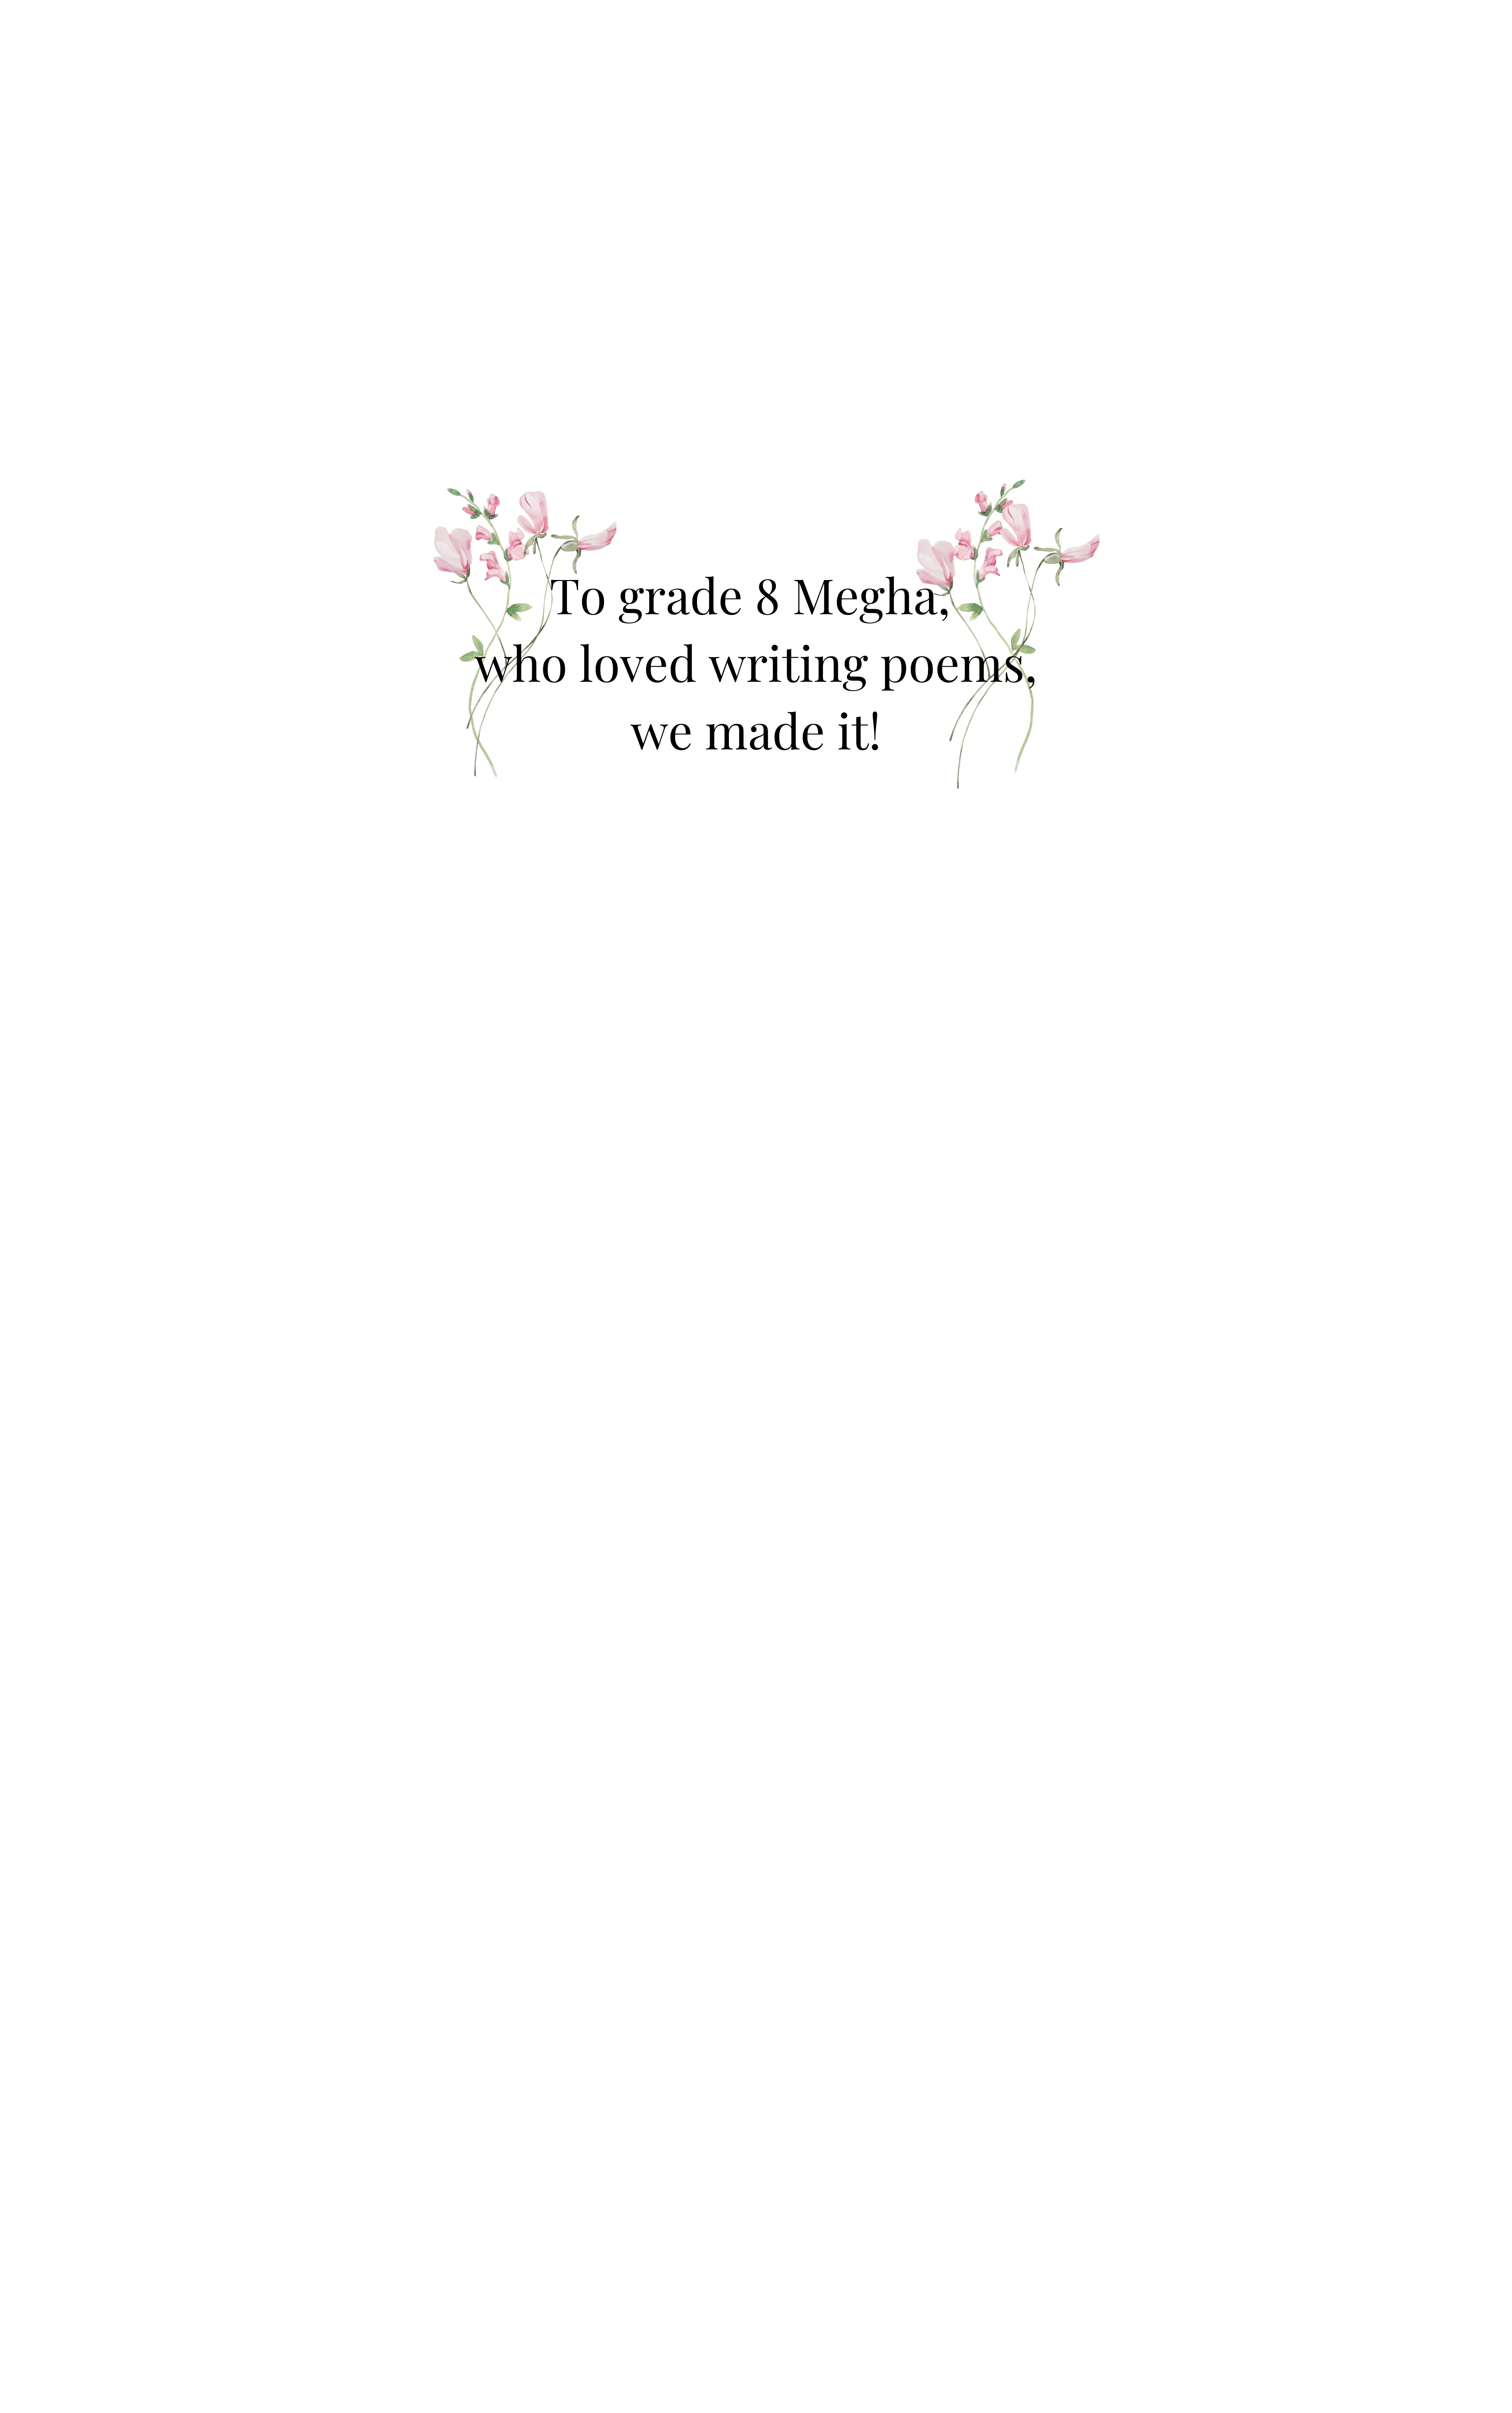 To grade 8 Megha,
who loved writing poems,
we made it!